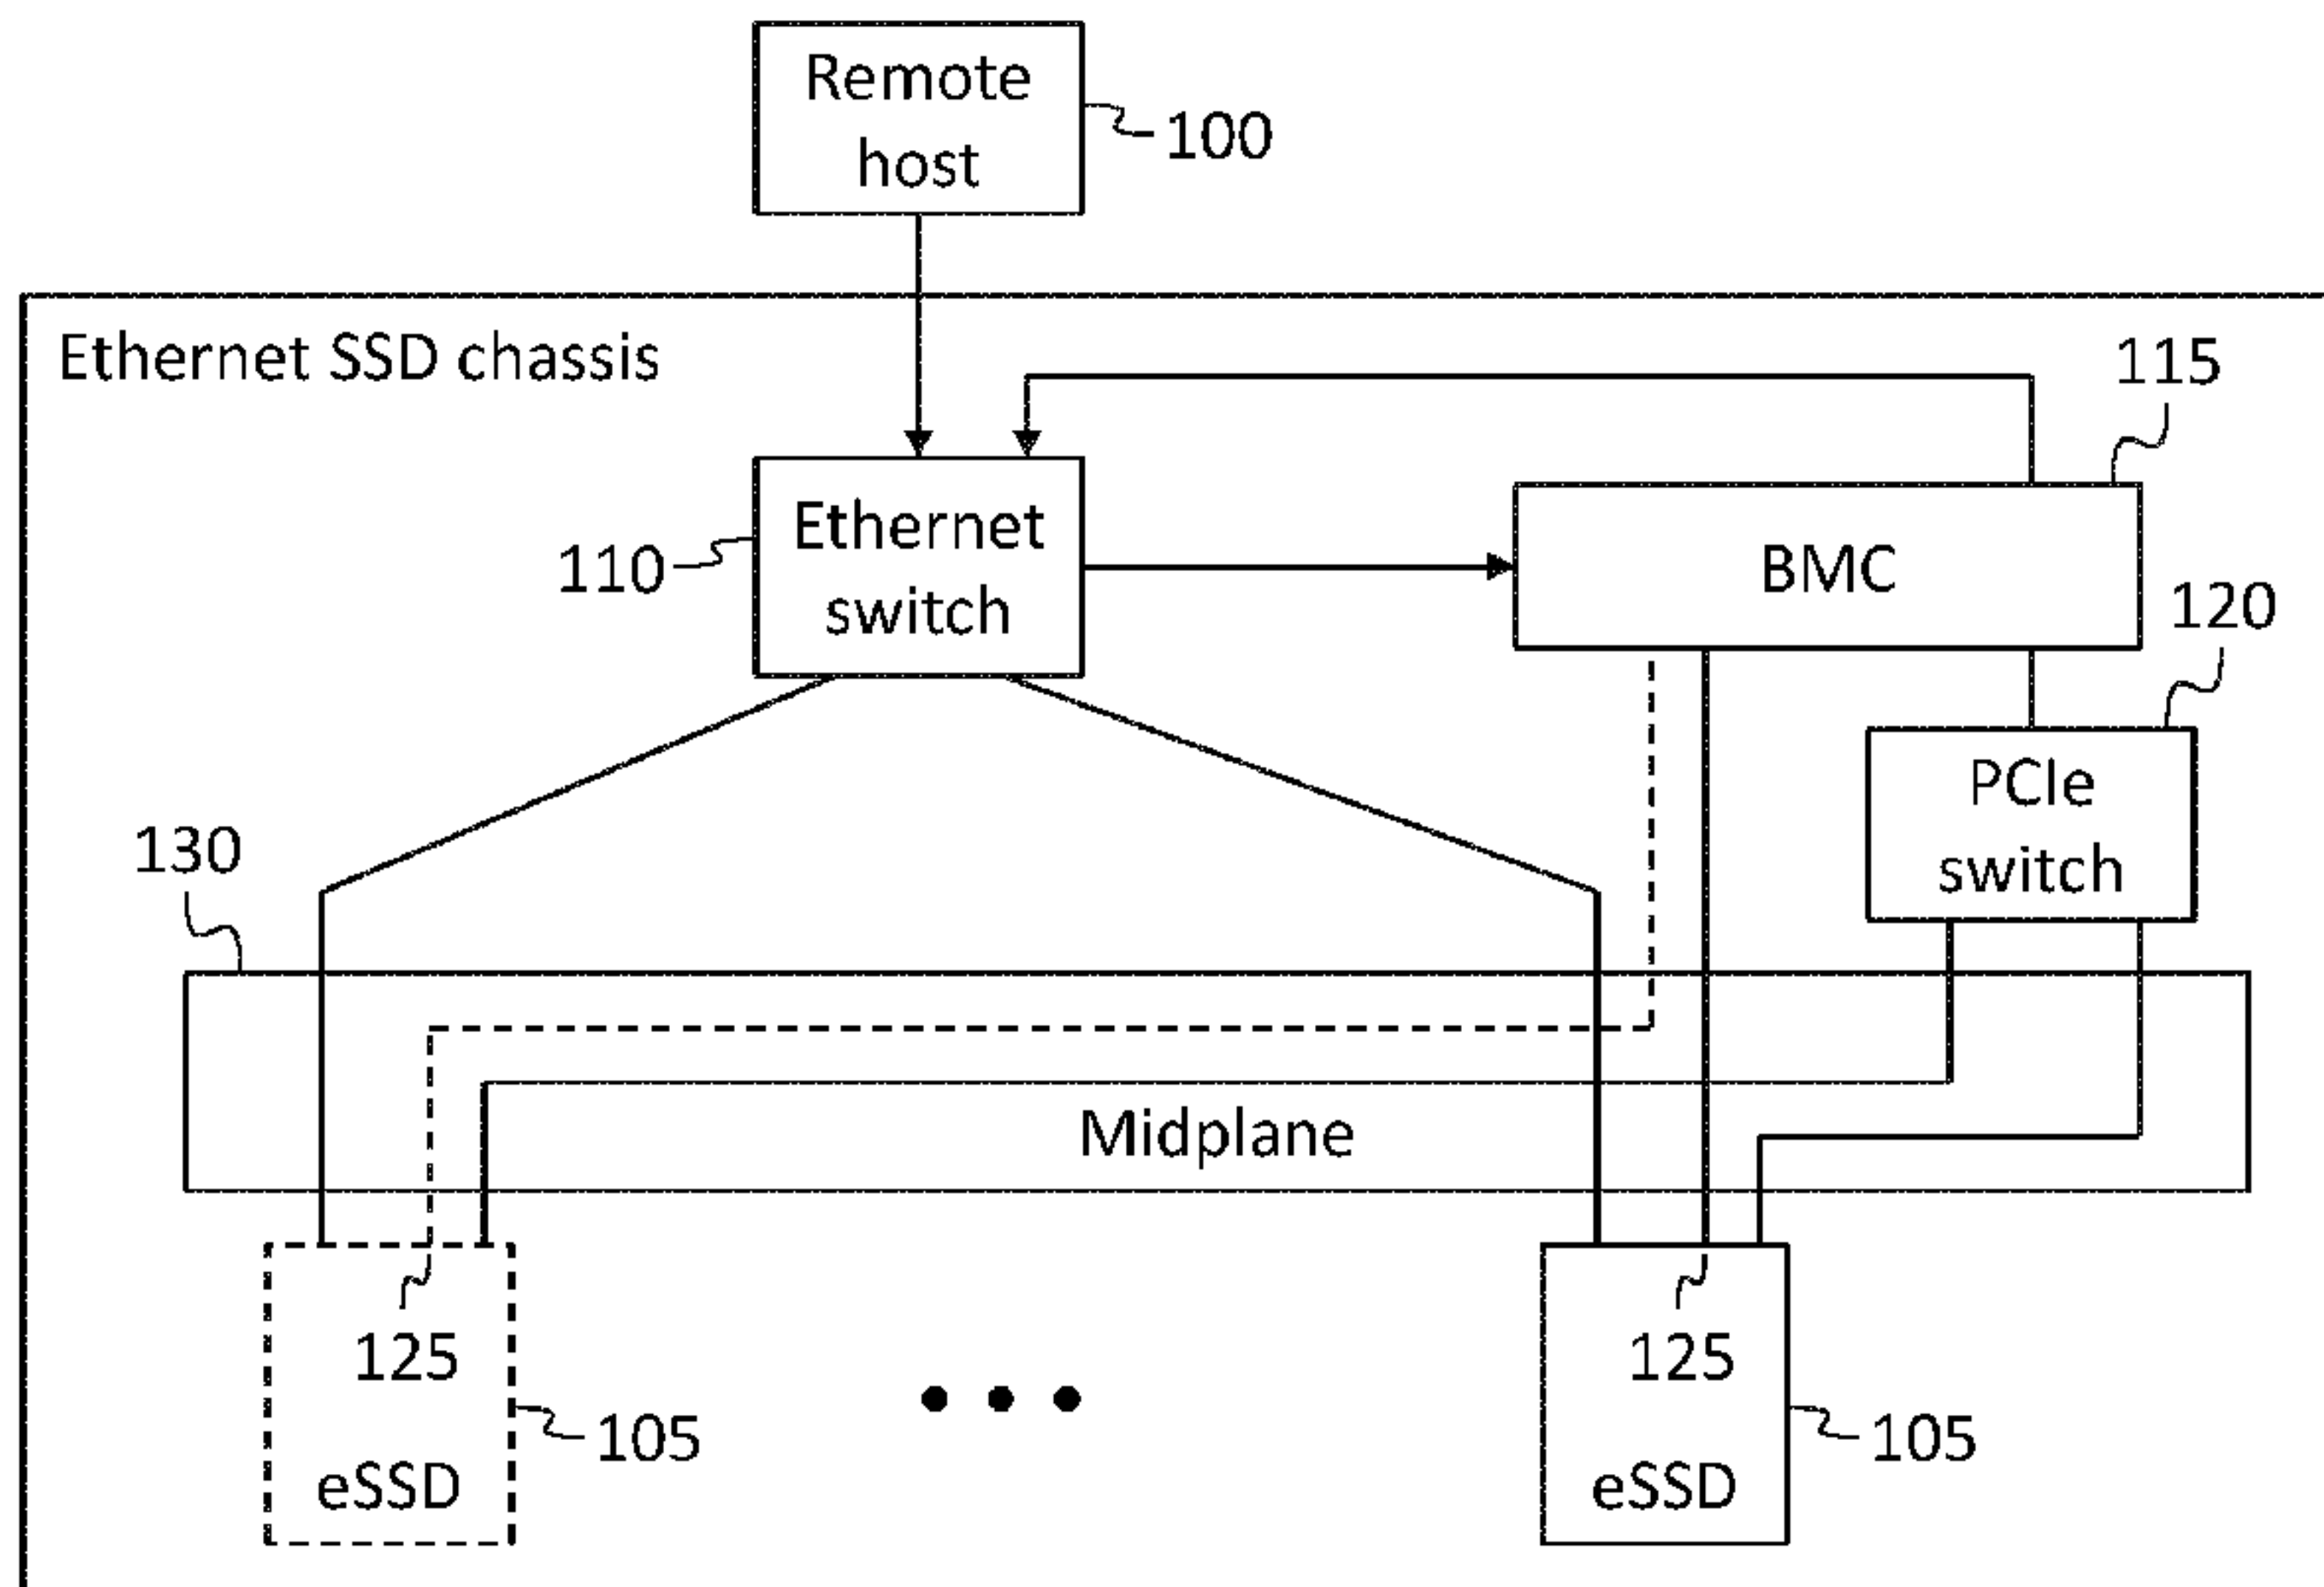 Remote
host
100
Ethernet SSD chassis
115
Ethernet
switch
110
BMC
120
PCIe
switch
130
Midplane
125
eSSD
105
125
eSSD
105